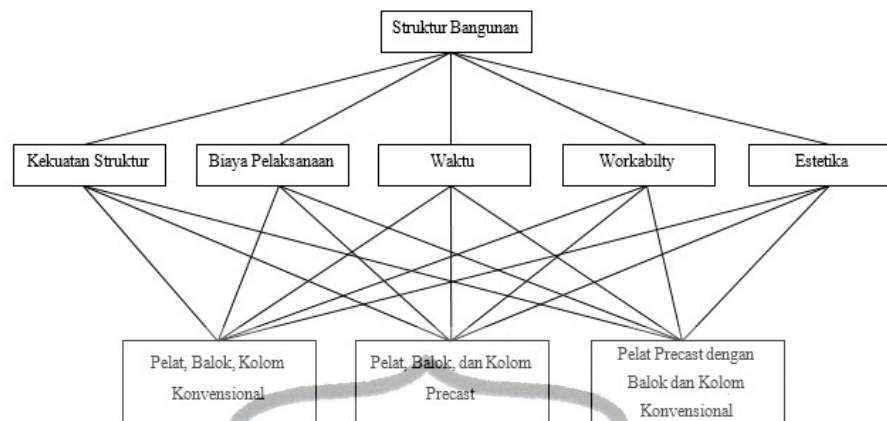 Struktur Bangunan
Kekuatan Struktur
Biaya Pelaksanaan
Waktu
Workabilty
Estetika
Pelat, Balok, Kolom
Konvensional
Pelat, Balok, dan Kolom
Precast
Pelat Precast dengan
Balok dan Kolom
Konvensional